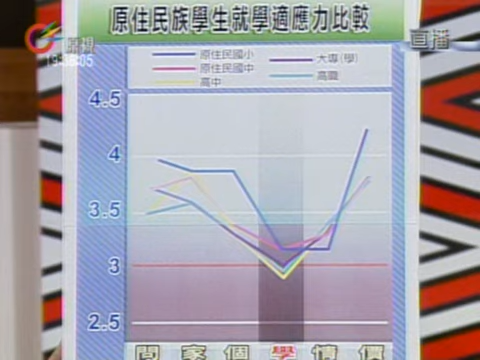 原住民族學生就學適應力比較
原視
直播
原住民國小
大專(學)
原住民國中
高職
高中
4.5
4
3.5
3
2.5
家 個 學 情 價